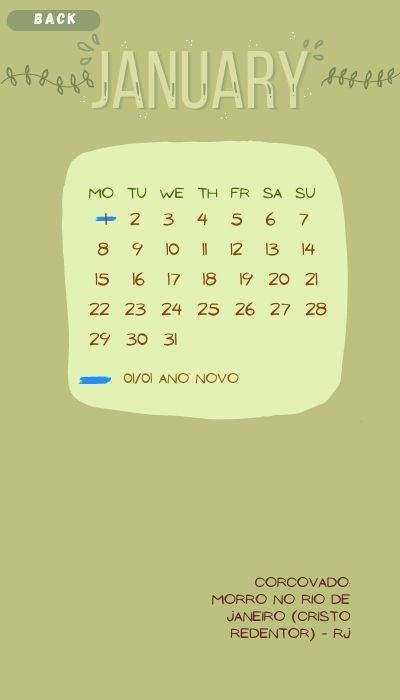 BACK
JANUARY
MO TU WE TH FR SA SU
1 2 3 4 5 6 7
8 9 10 11 12 13 14
15 16 17 18 19 20 21
22 23 24 25 26 27 28
29 30 31
01/01 ANO NOVO
CORCOVADO:
MORRO NO RIO DE
JANEIRO (CRISTO
REDENTOR) - RJ